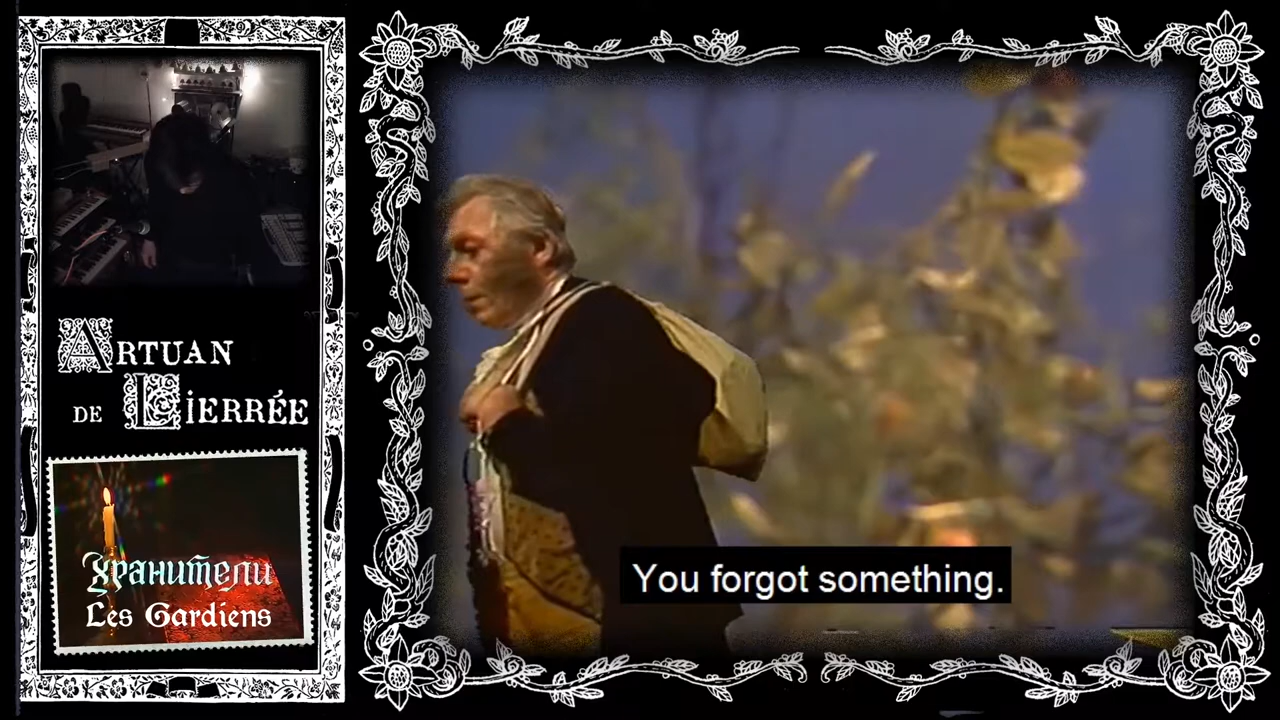 ARTUAN
DE LIERRÉE
Хранители
Les Gardiens
You forgot something.